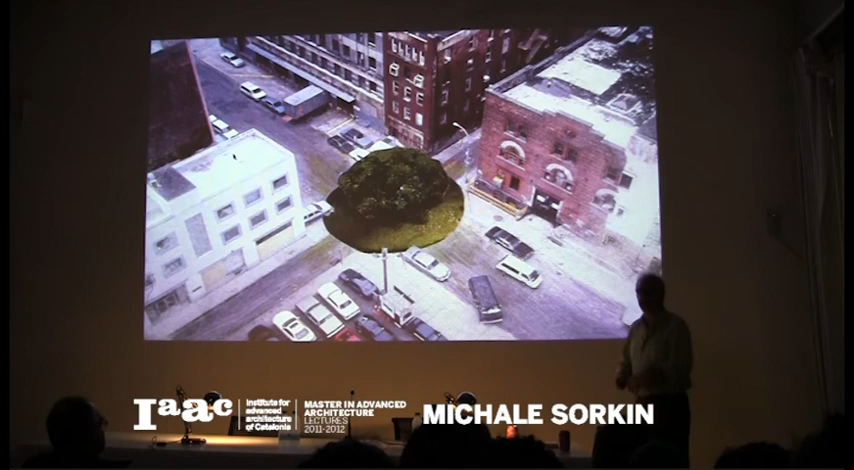 Iaac
Institute for
advanced
architecture
of Catalonia
MASTER IN ADVANCED
ARCHITECTURE
LECTURES
2011-2012
MICHALE SORKIN